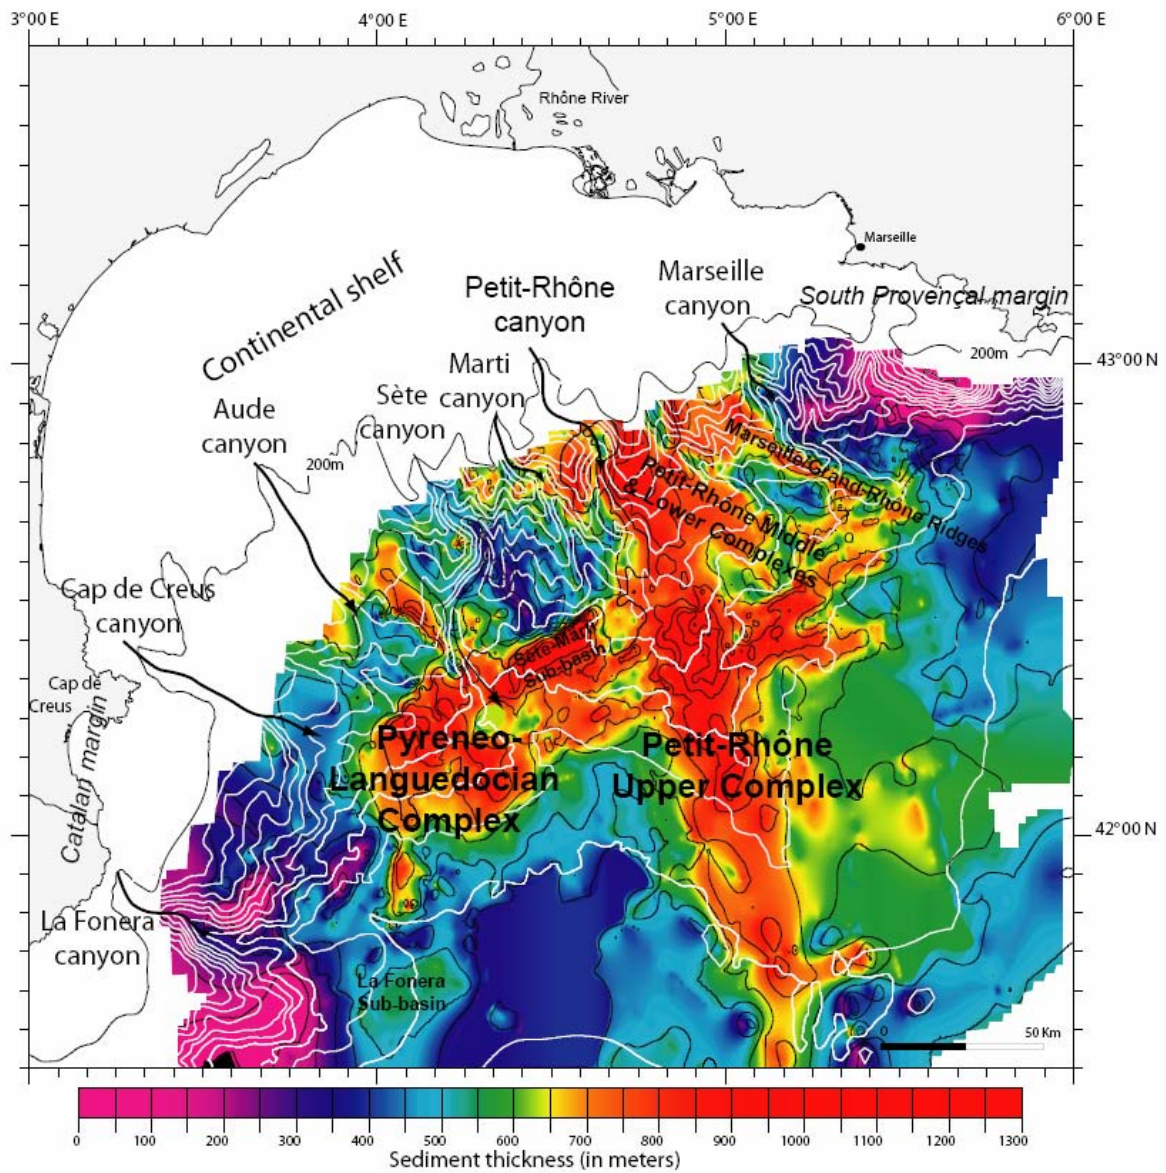 3°00 E
4°00 E
5°00 E
6°00 E
Rhône River
Marseille
Marseille
canyon
South Provençal margin
Petit-Rhône
canyon
Continental shelf
200m
43°00 N
Marti
canyon
Sète
canyon
Aude
canyon
200m
Marseille/Grand-Rhône Ridges
Petit-Rhône Middle
& Lower Complexes
Cap de Creus
canyon
Sète-Marti
Sub-basin
Cap de
Creus
Catalan margin
Pyreneo-
Languedocian
Complex
Petit-Rhône
Upper Complex
42°00 N
La Fonera
canyon
La Fonera
Sub-basin
0
50 Km
0
100
200
300
400
500
600
700
800
900
1000
1100
1200
1300
Sediment thickness (in meters)